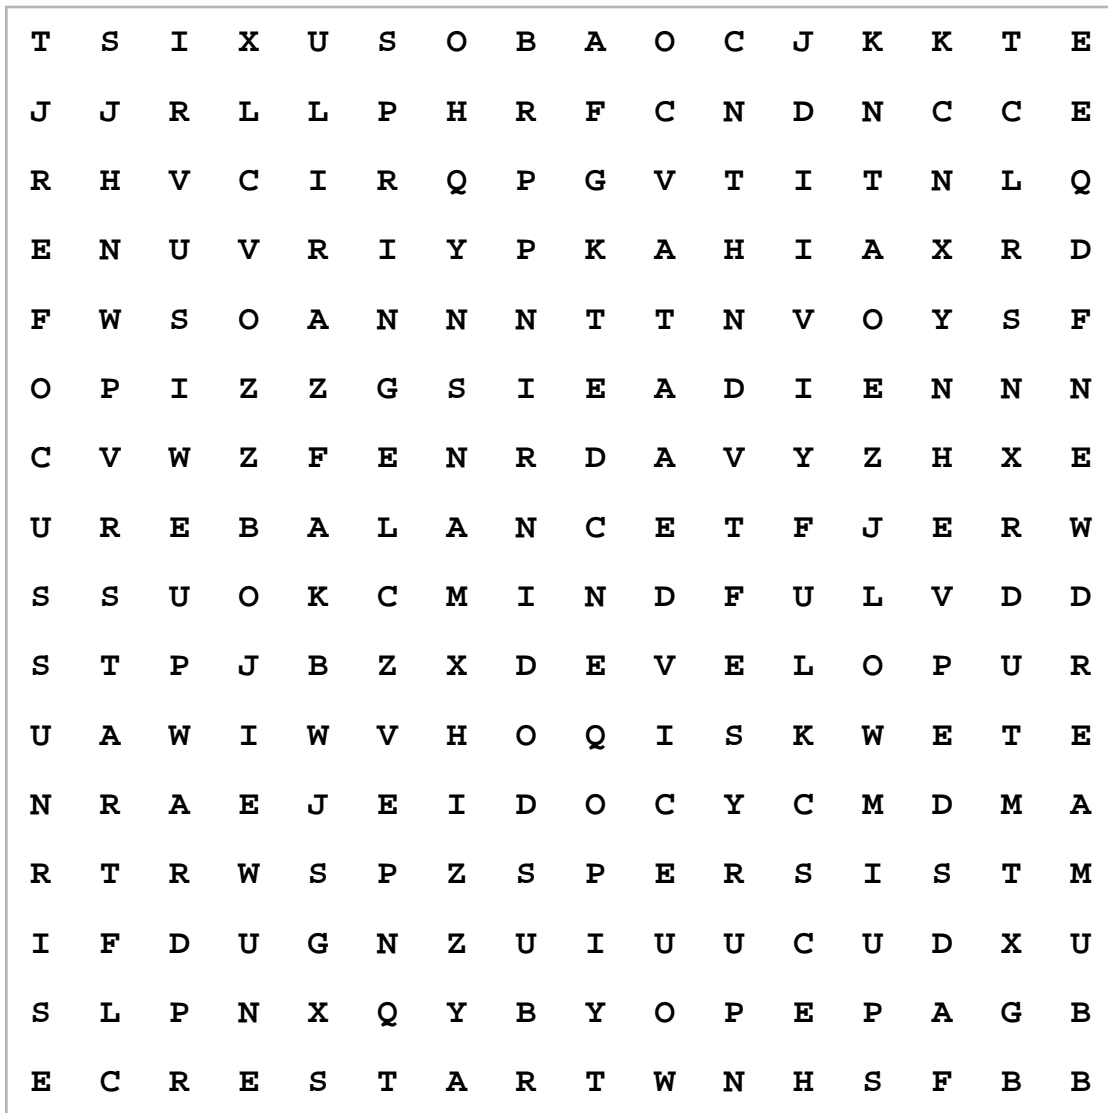 T S I X U S O B A O C J K K T E
J J R L L P H R F C N D N C C E
R H V C I R Q P G V T I T N L Q
E N U V R I Y P K A H I A X R D
F W S O A N N N T T N V O Y S F
O P I Z Z G S I E A D I E N N N
C V W Z F E N R D A V Y Z H X E
U R E B A L A N C E T F J E R W
S S U O K C M I N D F U L V D D
S T P J B Z X D E V E L O P U R
U A W I W V H O Q I S K W E T E
N R A E J E I D O C Y C M D M A
R T R W S P Z S P E R S I S T M
I F D U G N Z U I U U C U D X U
S L P N X Q Y B Y O P E P A G B
E C R E S T A R T W N H S F B B